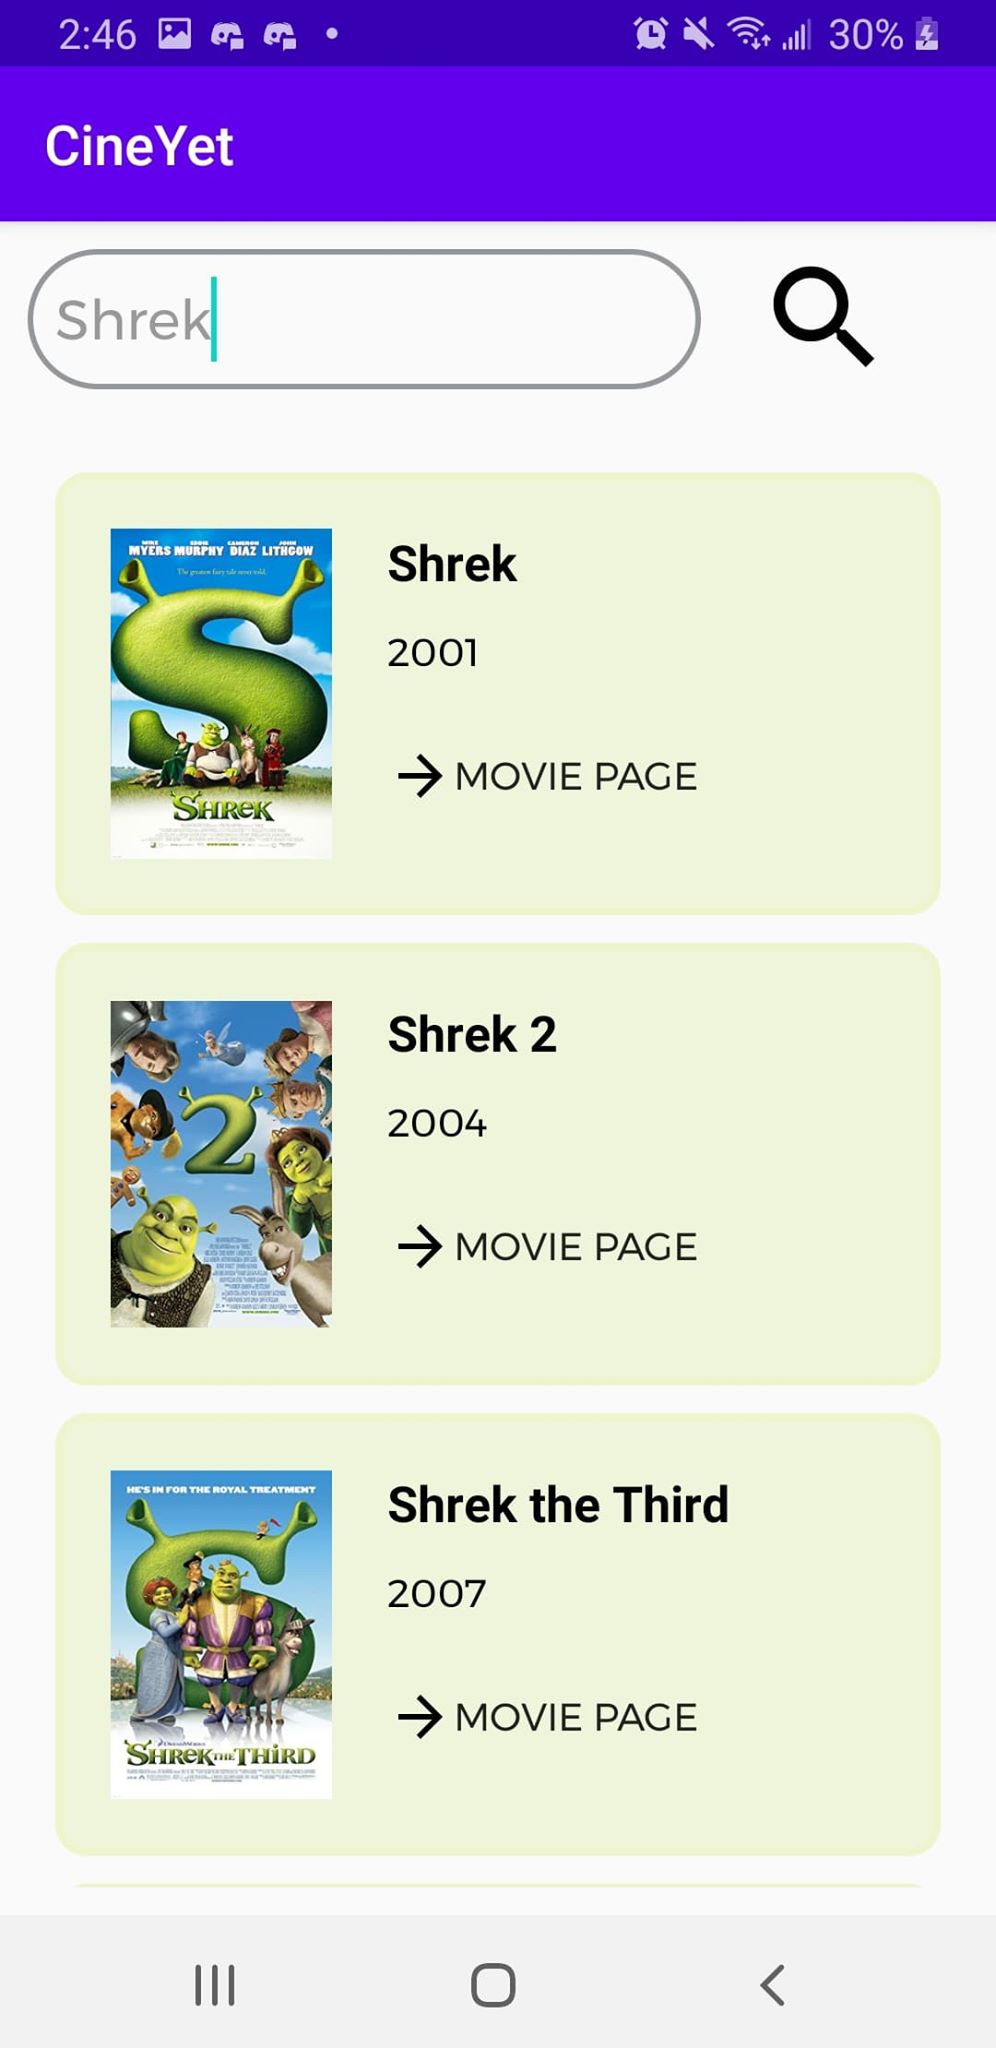 2:46 30%
CineYet
Shrek
MIKE EDDIE CAMERON JOHN
MYERS MURPHY DIAZ LITHGOW
The greatest fairy tale never told.
SHREK
Shrek
2001
MOVIE PAGE
2
Shrek 2
2004
MOVIE PAGE
HE'S IN FOR THE ROYAL TREATMENT
SHREK THE THIRD
Shrek the Third
2007
MOVIE PAGE